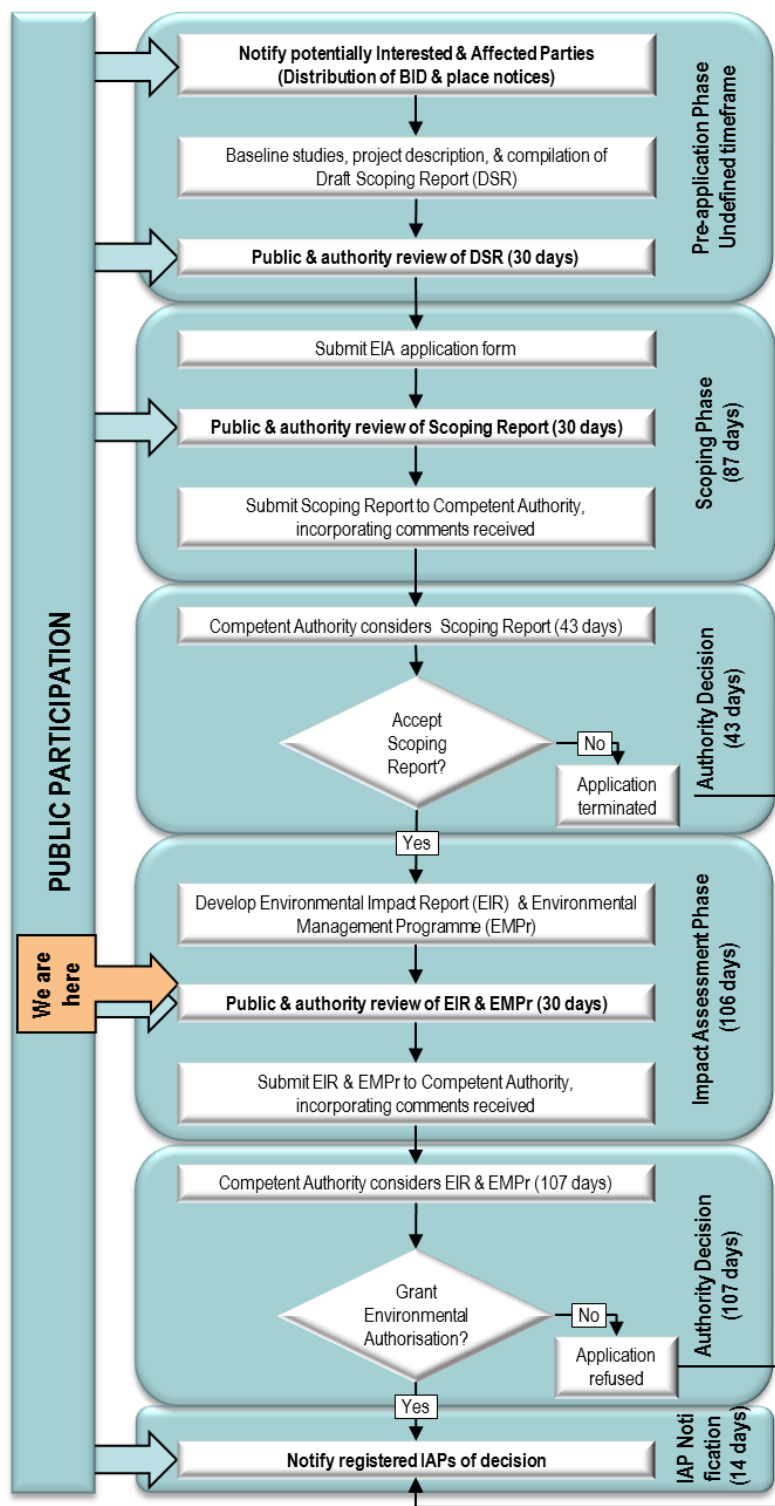 PUBLIC PARTICIPATION
Notify potentially Interested & Affected Parties
(Distribution of BID & place notices)
Baseline studies, project description, & compilation of
Draft Scoping Report (DSR)
Public & authority review of DSR (30 days)
Pre-application Phase
Undefined timeframe
Submit EIA application form
Public & authority review of Scoping Report (30 days)
Submit Scoping Report to Competent Authority,
incorporating comments received
Scoping Phase
(87 days)
Competent Authority considers Scoping Report (43 days)
Accept
Scoping
Report?
No
Application
terminated
Yes
Authority Decision
(43 days)
Develop Environmental Impact Report (EIR) & Environmental
Management Programme (EMPr)
We are
here
Public & authority review of EIR & EMPr (30 days)
Submit EIR & EMPr to Competent Authority,
incorporating comments received
Impact Assessment Phase
(106 days)
Competent Authority considers EIR & EMPr (107 days)
Grant
Environmental
Authorisation?
No
Application
refused
Yes
Authority Decision
(107 days)
Notify registered IAPs of decision
IAP Noti
fication
(14 days)